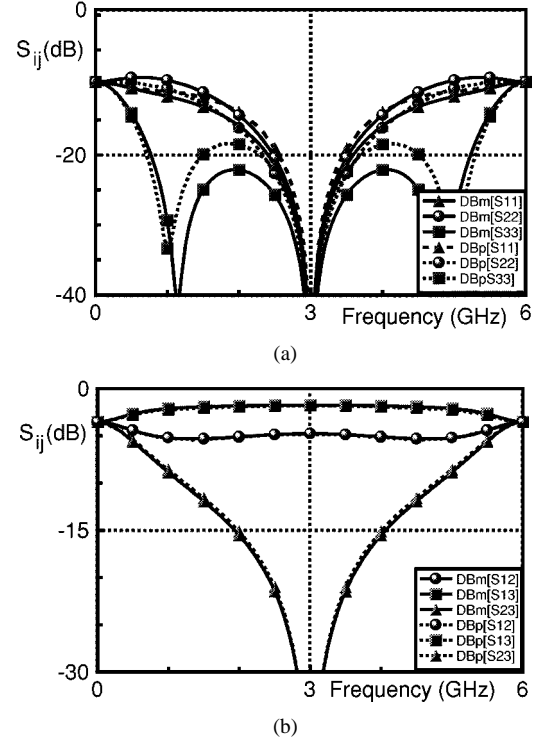 0
S ij (dB)
-20
DBm[S11]
DBm[S22]
DBm[S33]
DBp[S11]
DBp[S22]
DBpS33]
-40
0
3
Frequency (GHz)
6
(a)
0
S ij (dB)
-15
DBm[S12]
DBm[S13]
DBm[S23]
DBp[S12]
DBp[S13]
DBp[S23]
-30
0
3
Frequency (GHz)
6
(b)